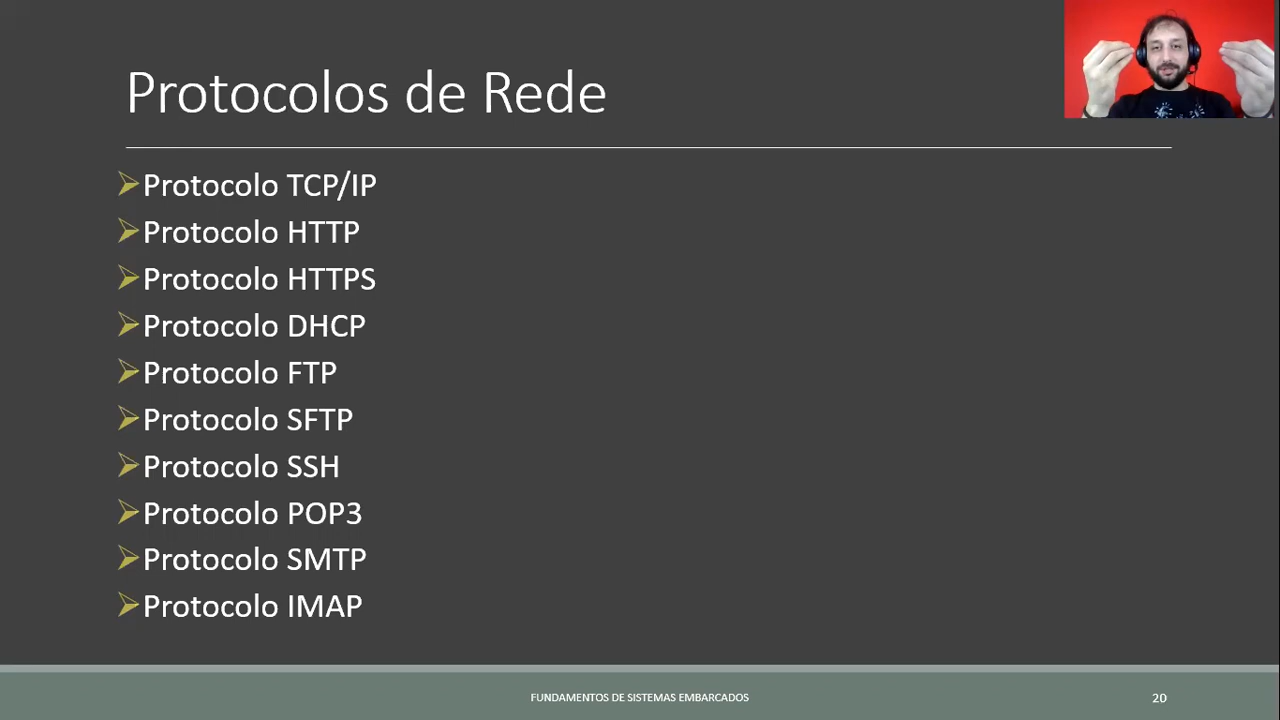 Protocolos de Rede
Protocolo TCP/IP
Protocolo HTTP
Protocolo HTTPS
Protocolo DHCP
Protocolo FTP
Protocolo SFTP
Protocolo SSH
Protocolo POP3
Protocolo SMTP
Protocolo IMAP
FUNDAMENTOS DE SISTEMAS EMBARCADOS
20